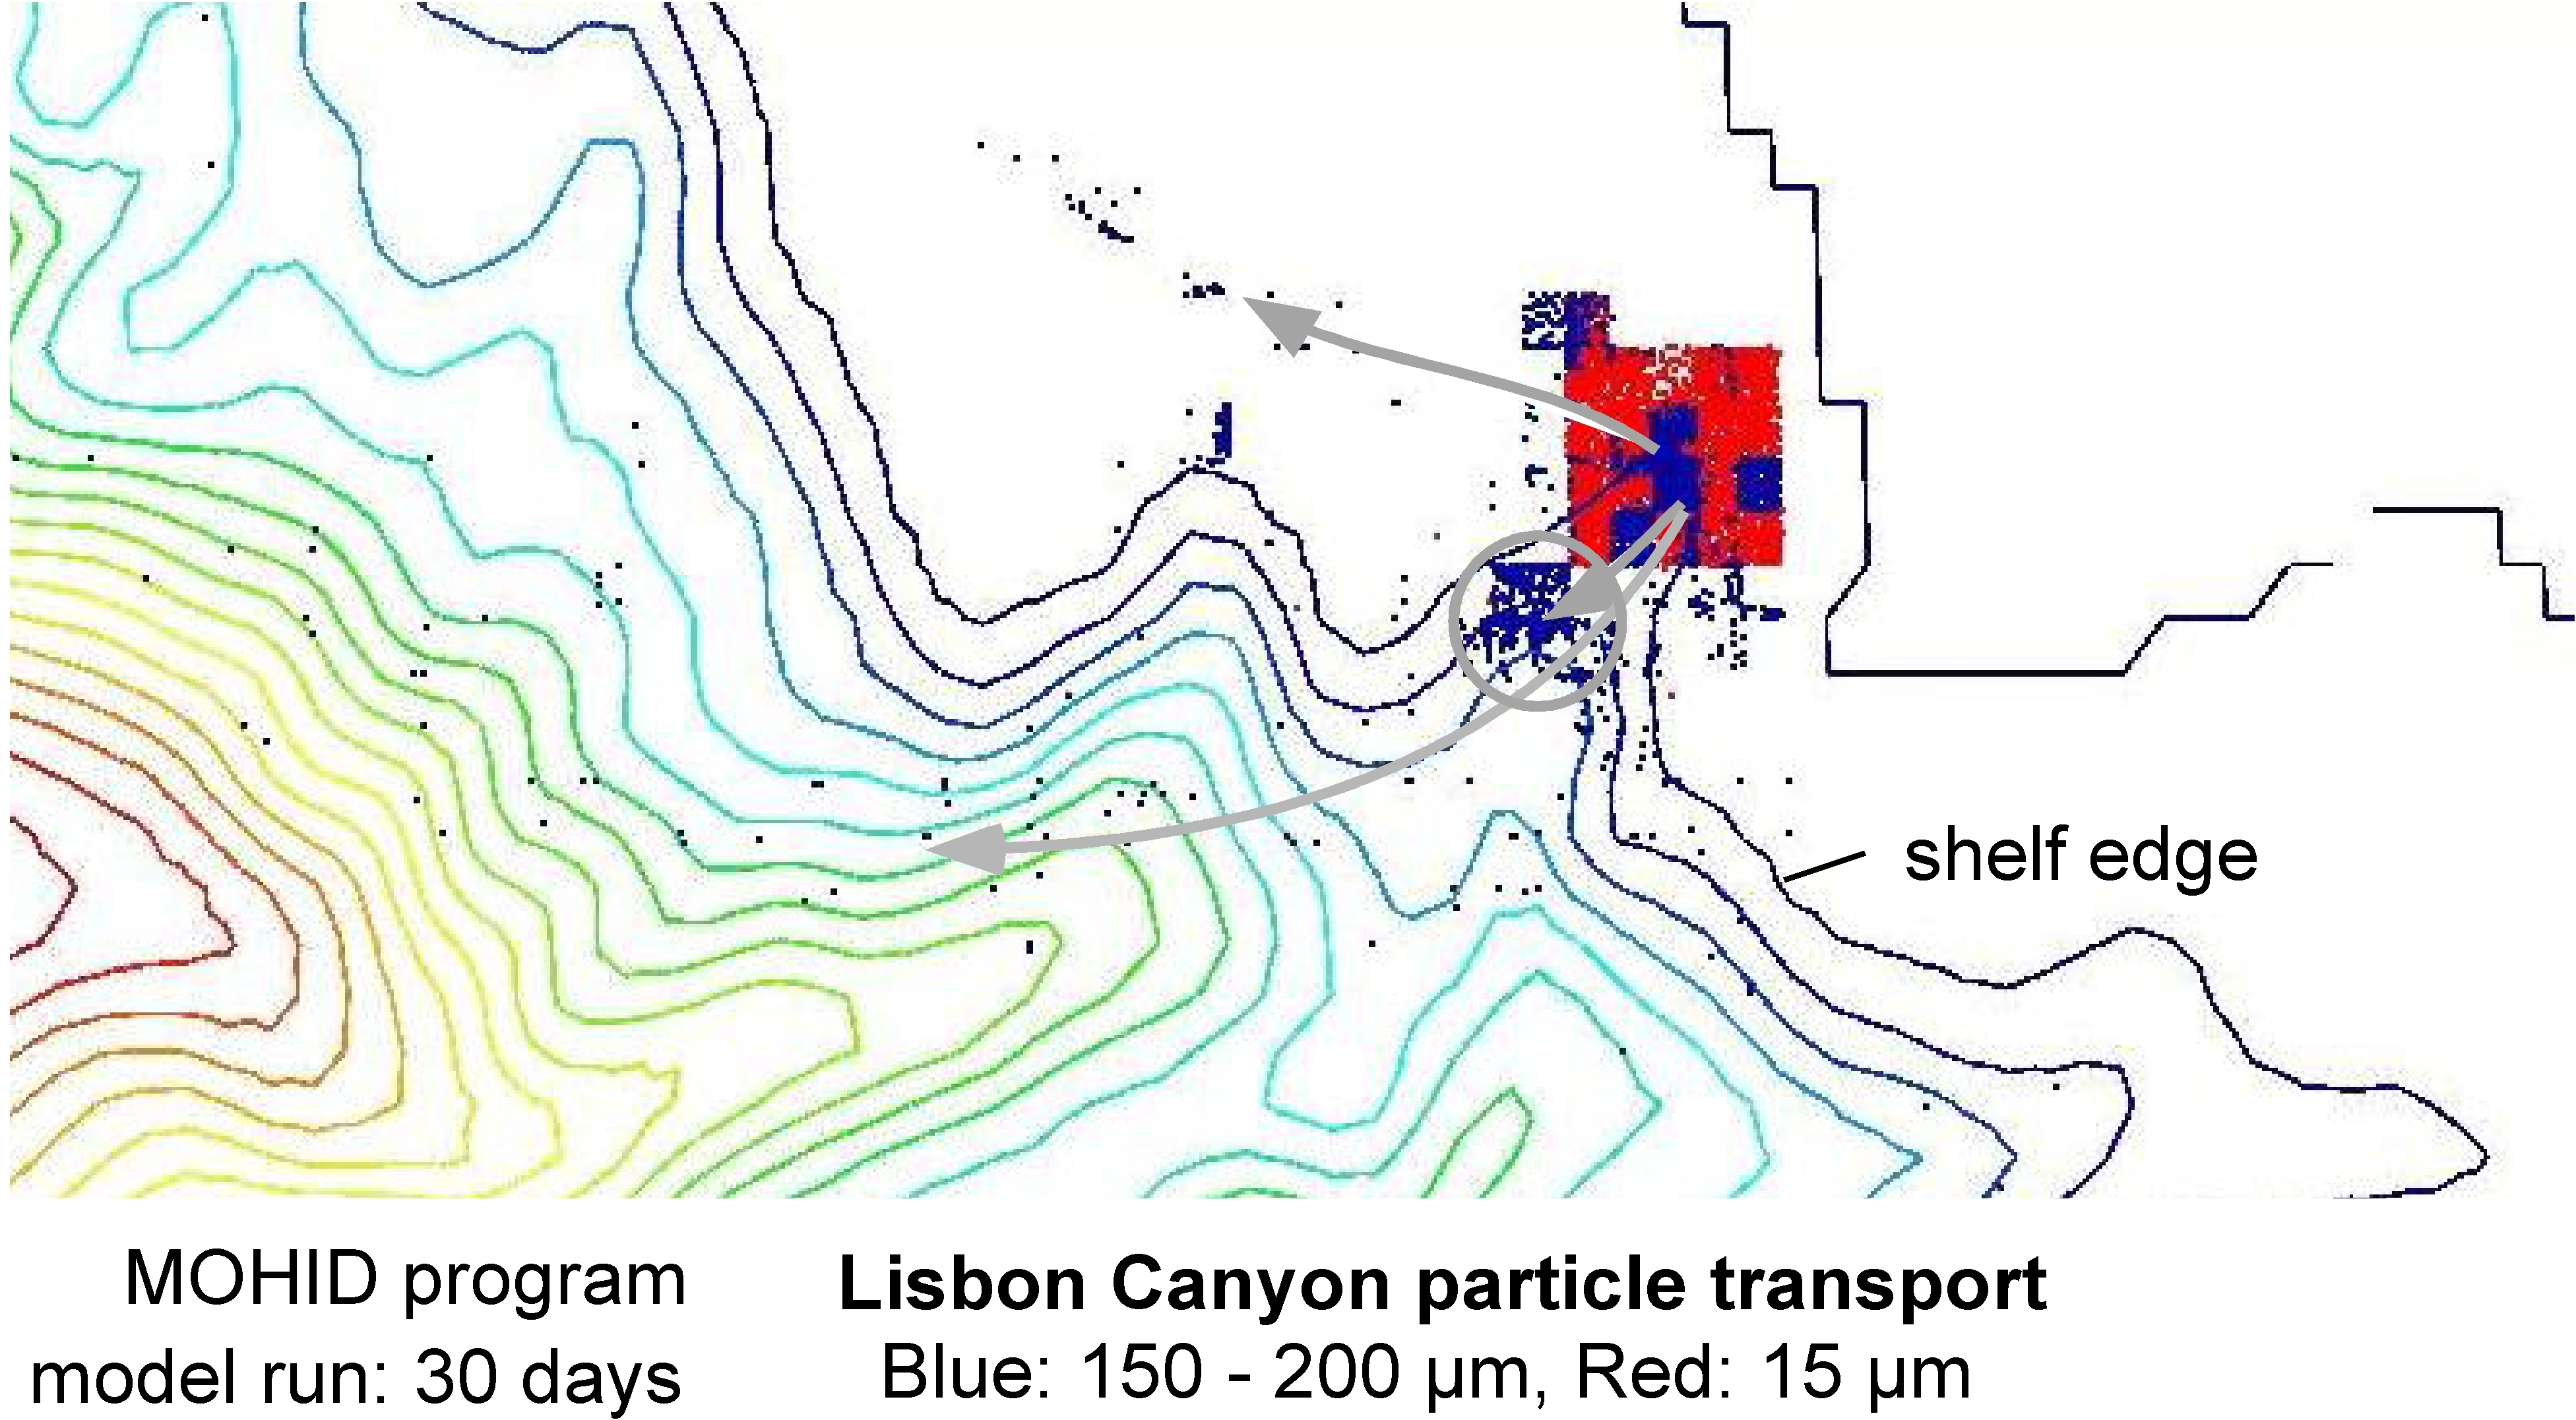 shelf edge
MOHID program
model run: 30 days
Lisbon Canyon particle transport
Blue: 150 - 200 µm, Red: 15 µm